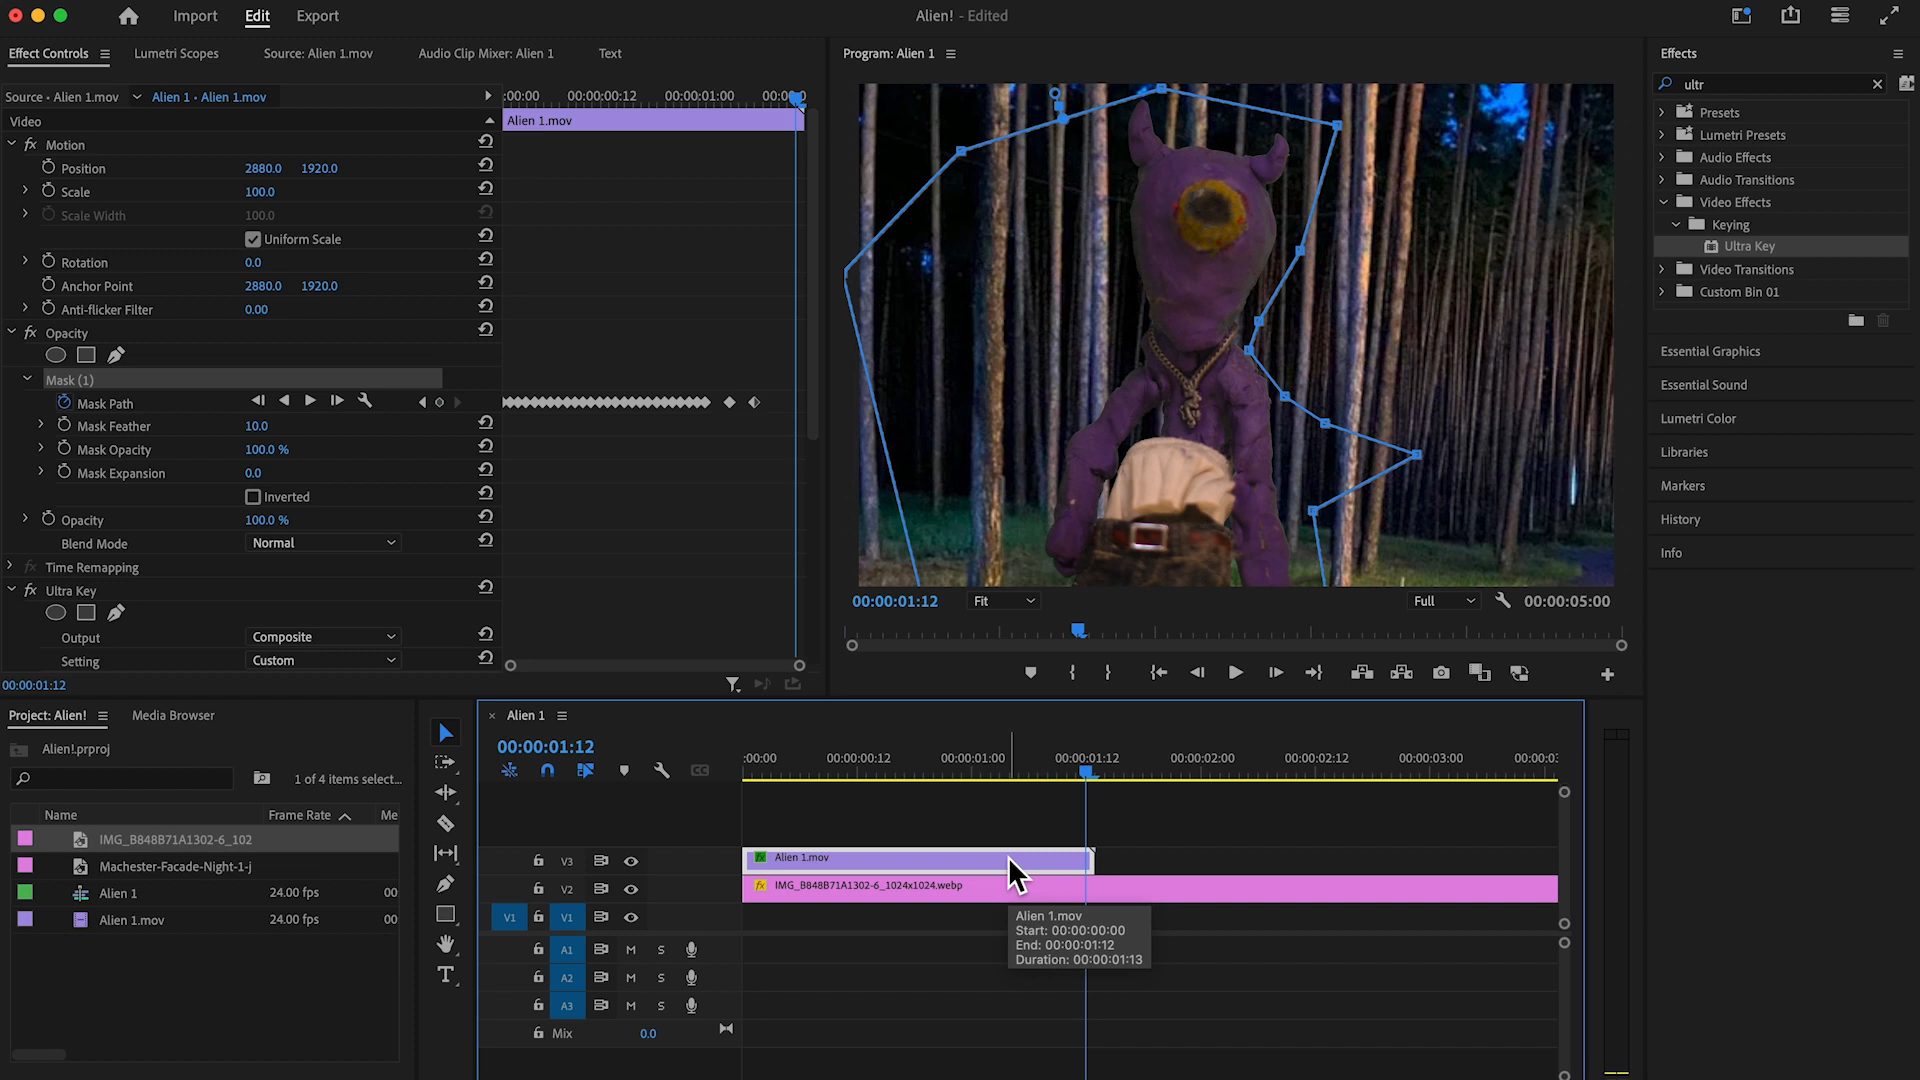 Import Edit Export
Alien! - Edited
Effect Controls Lumetri Scopes Source: Alien 1.mov Audio Clip Mixer: Alien 1 Text
Source • Alien 1.mov Alien 1 • Alien 1.mov
:00:00 00:00:00:12 00:00:01:00
Video
Alien 1.mov
fx Motion
Position 2880.0 1920.0
Scale 100.0
Scale Width 100.0
Uniform Scale
Rotation 0.0
Anchor Point 2880.0 1920.0
Anti-flicker Filter 0.00
fx Opacity
Mask (1)
Mask Path
Mask Feather 10.0
Mask Opacity 100.0 %
Mask Expansion 0.0
Inverted
Opacity 100.0 %
Blend Mode Normal
fx Time Remapping
fx Ultra Key
Output Composite
Setting Custom
00:00:01:12
Program: Alien 1
00:00:01:12 Fit Full 00:00:05:00
Effects
ultr
Presets
Lumetri Presets
Audio Effects
Audio Transitions
Video Effects
Keying
Ultra Key
Video Transitions
Custom Bin 01
Essential Graphics
Essential Sound
Lumetri Color
Libraries
Markers
History
Info
Project: Alien! Media Browser
Alien!.prproj
1 of 4 items select...
Name Frame Rate Me
IMG_B848B71A1302-6_102
Machester-Facade-Night-1-j
Alien 1 24.00 fps 00
Alien 1.mov 24.00 fps 00
× Alien 1
00:00:01:12
:00:00 00:00:00:12 00:00:01:00 00:00:01:12 00:00:02:00 00:00:02:12 00:00:03:00 00:00:0
CC
V3 fx Alien 1.mov
V2 fx IMG_B848B71A1302-6_1024x1024.webp
V1 V1
Alien 1.mov
Start: 00:00:00:00
End: 00:00:01:12
Duration: 00:00:01:13
A1 M S
A2 M S
A3 M S
Mix 0.0